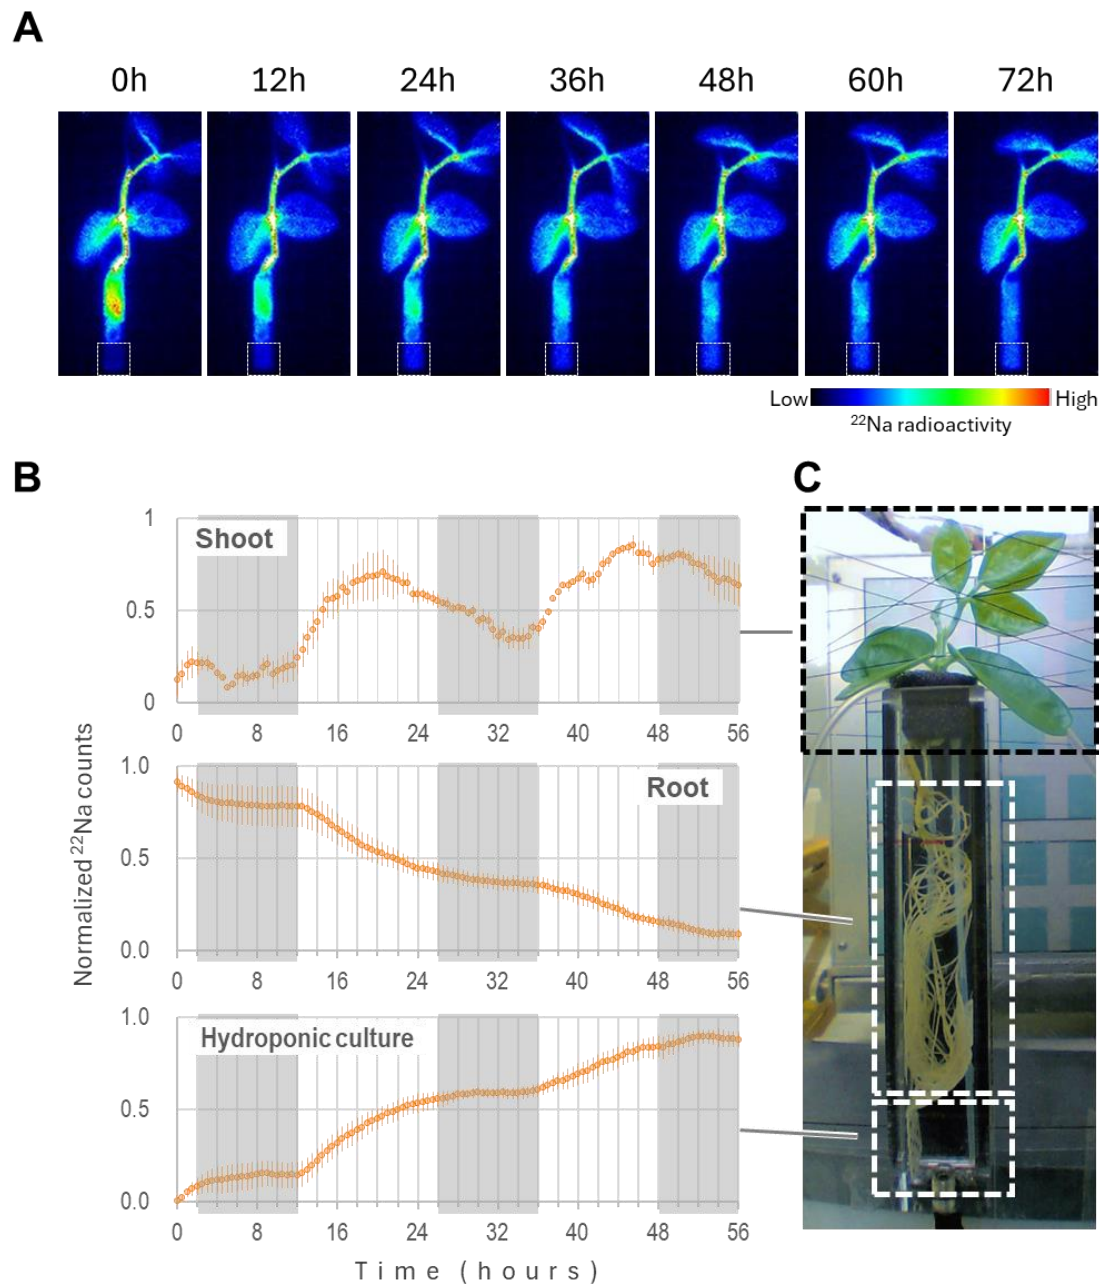 A
0h 12h 24h 36h 48h 60h 72h
Low High
²²Na radioactivity
B
C
Normalized ²²Na counts
1
Shoot
0.5
0
0 8 16 24 32 40 48 56
1.0
Root
0.5
0.0
0 8 16 24 32 40 48 56
1.0
Hydroponic culture
0.5
0.0
0 8 16 24 32 40 48 56
Time (hours)